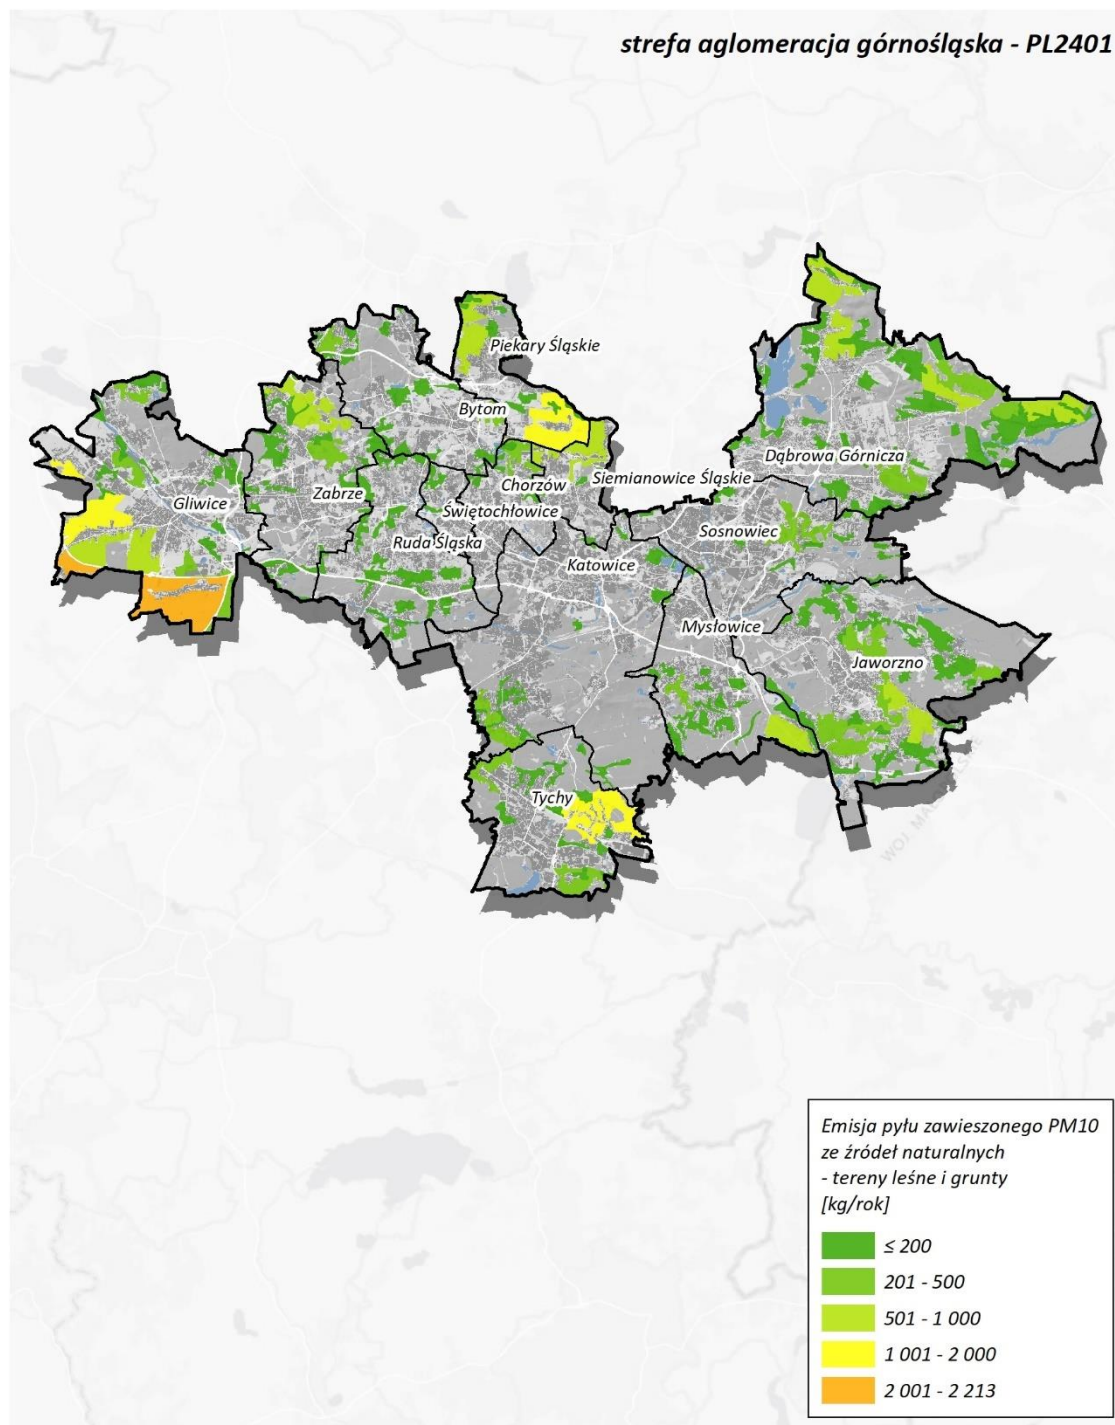 strefa aglomeracja górnośląska - PL2401
Piekary Śląskie
Bytom
Dąbrowa Górnicza
Siemianowice Śląskie
Chorzów
Zabrze
Gliwice
Świętochłowice
Sosnowiec
Ruda Śląska
Katowice
Mysłowice
Jaworzno
Tychy
Emisja pyłu zawieszonego PM10
ze źródeł naturalnych
- tereny leśne i grunty
[kg/rok]
≤ 200
201 - 500
501 - 1 000
1 001 - 2 000
2 001 - 2 213